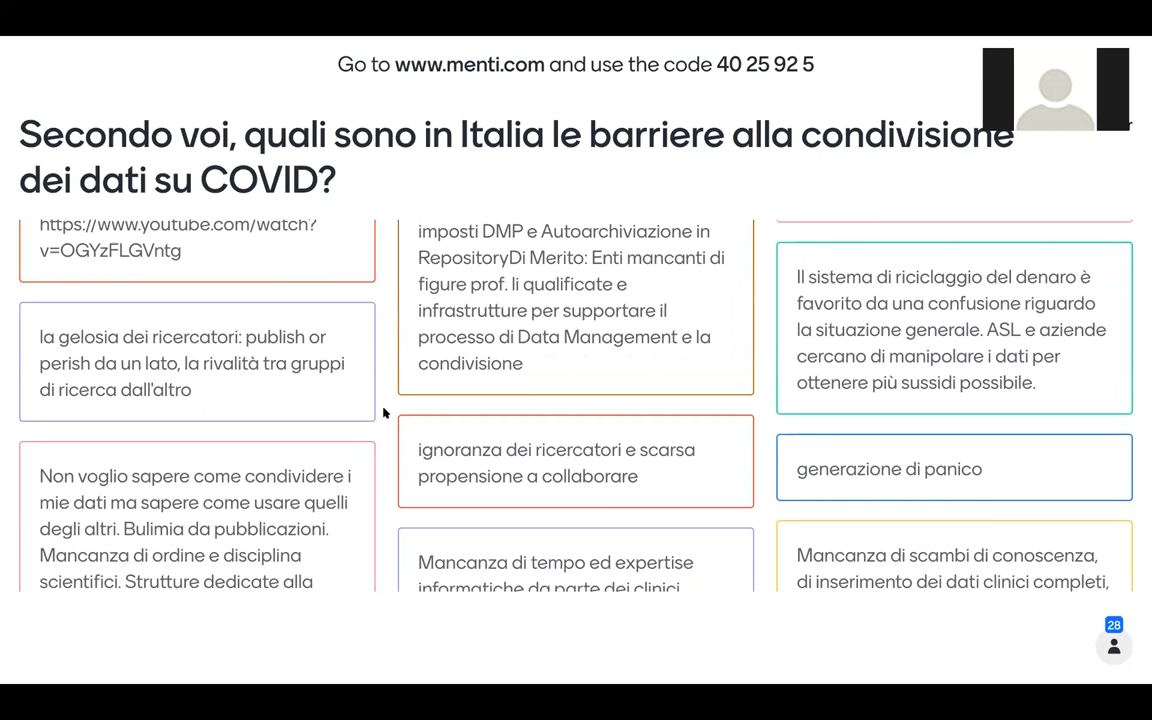 Go to www.menti.com and use the code 40 25 92 5
Secondo voi, quali sono in Italia le barriere alla condivisione
dei dati su COVID?
https://www.youtube.com/watch?
v=OGYzFLGVntg
la gelosia dei ricercatori: publish or
perish da un lato, la rivalità tra gruppi
di ricerca dall'altro
Non voglio sapere come condividere i
mie dati ma sapere come usare quelli
degli altri. Bulimia da pubblicazioni.
Mancanza di ordine e disciplina
scientifici. Strutture dedicate alla
imposti DMP e Autoarchiviazione in
RepositoryDi Merito: Enti mancanti di
figure prof. li qualificate e
infrastrutture per supportare il
processo di Data Management e la
condivisione
ignoranza dei ricercatori e scarsa
propensione a collaborare
Mancanza di tempo ed expertise
informatiche da parte dei clinici
Il sistema di riciclaggio del denaro è
favorito da una confusione riguardo
la situazione generale. ASL e aziende
cercano di manipolare i dati per
ottenere più sussidi possibile.
generazione di panico
Mancanza di scambi di conoscenza,
di inserimento dei dati clinici completi,
28